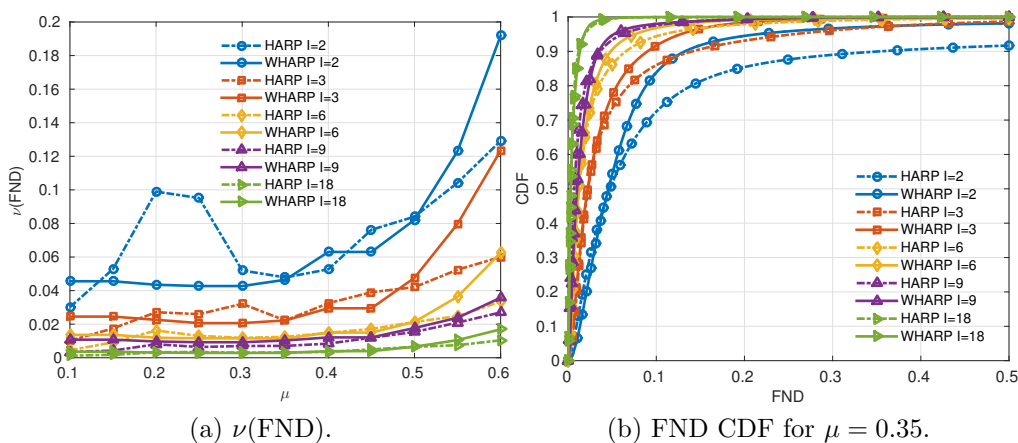 0.2
0.18
0.16
0.14
0.12
0.1
0.08
0.06
0.04
0.02
0
ν(FND)
HARP I=2
WHARP I=2
HARP I=3
WHARP I=3
HARP I=6
WHARP I=6
HARP I=9
WHARP I=9
HARP I=18
WHARP I=18
0.1 0.2 0.3 0.4 0.5 0.6
μ
(a) ν(FND).
1
0.9
0.8
0.7
0.6
0.5
0.4
0.3
0.2
0.1
0
CDF
HARP I=2
WHARP I=2
HARP I=3
WHARP I=3
HARP I=6
WHARP I=6
HARP I=9
WHARP I=9
HARP I=18
WHARP I=18
0 0.1 0.2 0.3 0.4 0.5
FND
(b) FND CDF for μ = 0.35.